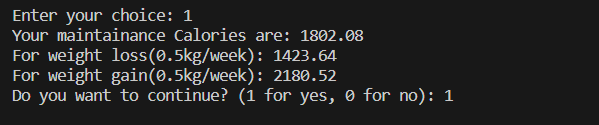 Enter your choice: 1
Your maintainance Calories are: 1802.08
For weight loss(0.5kg/week): 1423.64
For weight gain(0.5kg/week): 2180.52
Do you want to continue? (1 for yes, 0 for no): 1